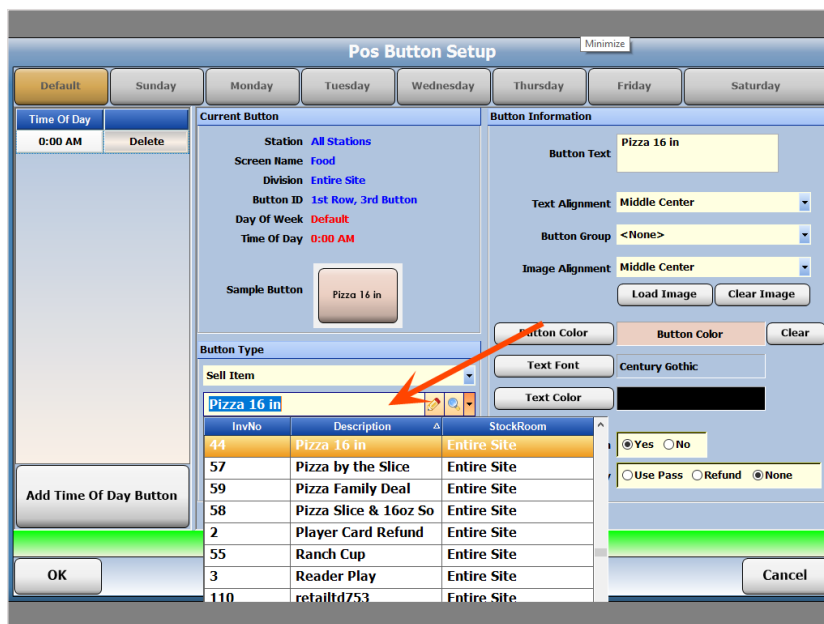 Minimize
Pos Button Setup
Default Sunday Monday Tuesday Wednesday Thursday Friday Saturday
Time Of Day
0:00 AM Delete
Add Time Of Day Button
Current Button
Station All Stations
Screen Name Food
Division Entire Site
Button ID 1st Row, 3rd Button
Day Of Week Default
Time Of Day 0:00 AM
Sample Button Pizza 16 in
Button Type
Sell Item
Pizza 16 in
InvNo Description StockRoom
44 Pizza 16 in Entire Site
57 Pizza by the Slice Entire Site
59 Pizza Family Deal Entire Site
58 Pizza Slice & 16oz So Entire Site
2 Player Card Refund Entire Site
55 Ranch Cup Entire Site
3 Reader Play Entire Site
110 retailtd753 Entire Site
Button Information
Button Text Pizza 16 in
Text Alignment Middle Center
Button Group <None>
Image Alignment Middle Center
Load Image Clear Image
Button Color Button Color Clear
Text Font Century Gothic
Text Color
Yes No
Use Pass Refund None
OK Cancel